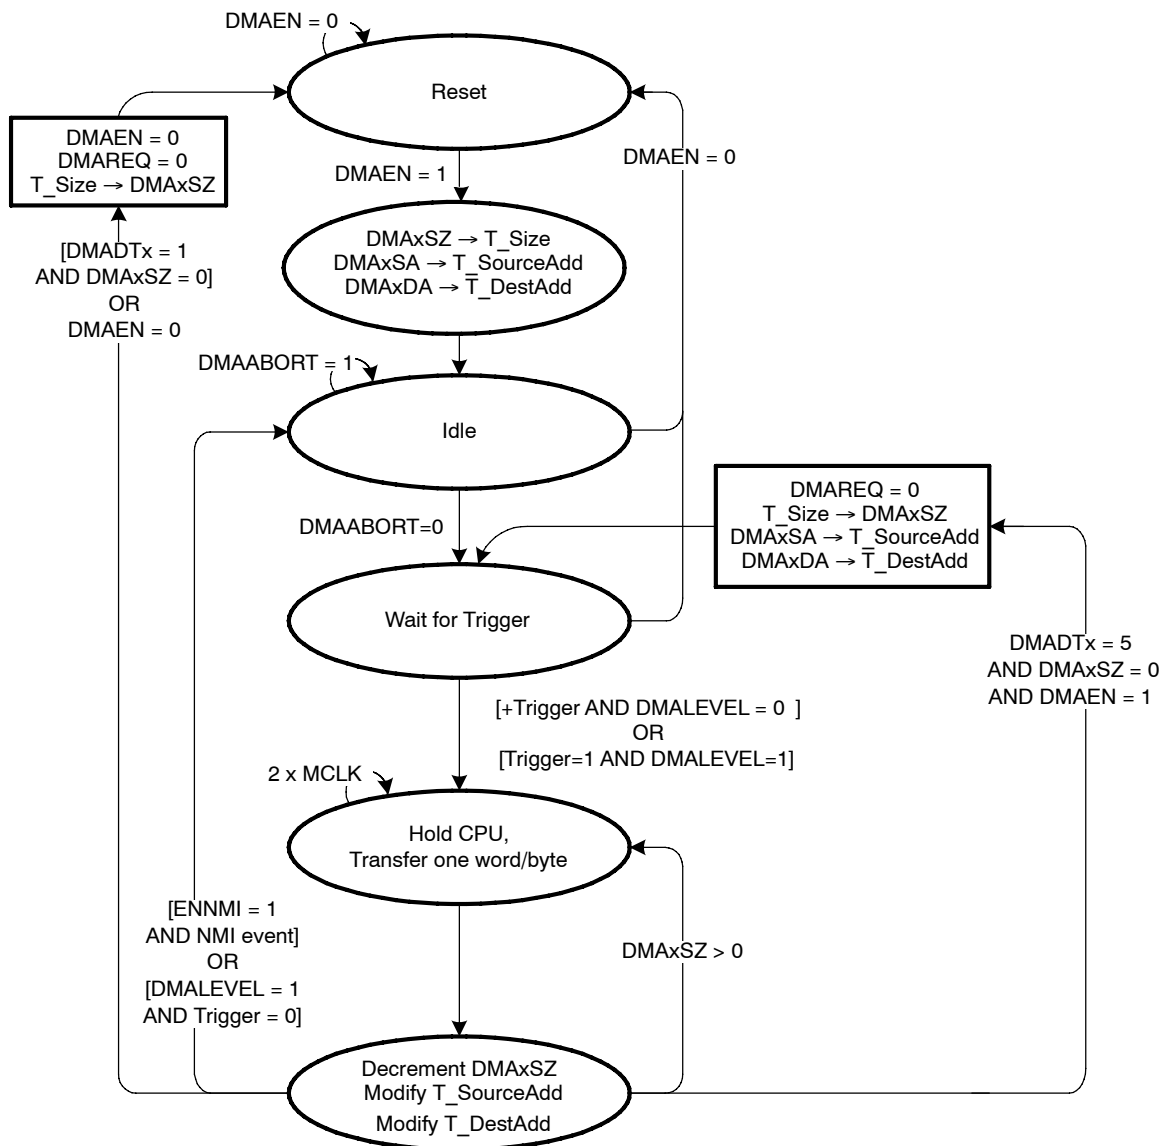 DMAEN = 0
Reset
DMAEN = 0
DMAREQ = 0
T_Size → DMAxSZ
DMAEN = 0
DMAEN = 1
[DMADTx = 1
AND DMAxSZ = 0]
OR
DMAEN = 0
DMAxSZ → T_Size
DMAxSA → T_SourceAdd
DMAxDA → T_DestAdd
DMAABORT = 1
Idle
DMAABORT=0
DMAREQ = 0
T_Size → DMAxSZ
DMAxSA → T_SourceAdd
DMAxDA → T_DestAdd
Wait for Trigger
DMADTx = 5
AND DMAxSZ = 0
AND DMAEN = 1
[+Trigger AND DMALEVEL = 0 ]
OR
[Trigger=1 AND DMALEVEL=1]
2 x MCLK
Hold CPU,
Transfer one word/byte
[ENNMI = 1
AND NMI event]
OR
[DMALEVEL = 1
AND Trigger = 0]
DMAxSZ > 0
Decrement DMAxSZ
Modify T_SourceAdd
Modify T_DestAdd